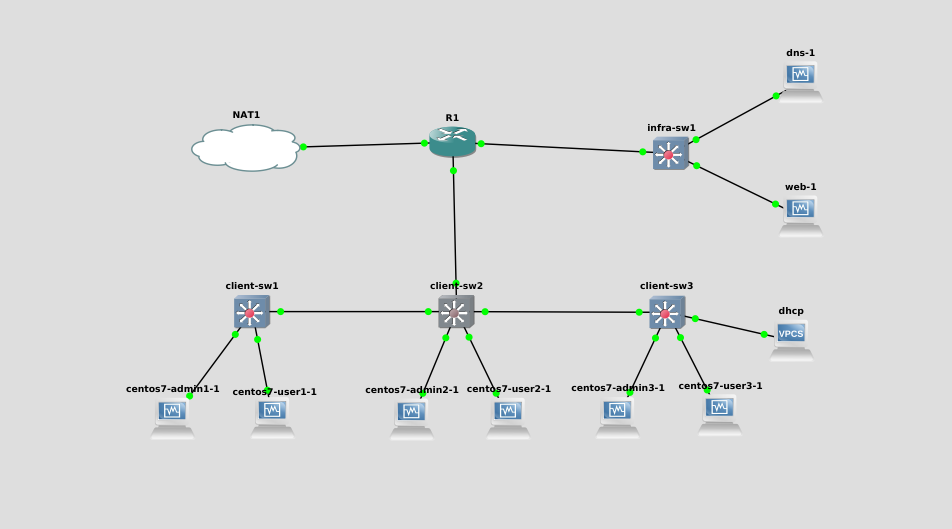 dns-1
NAT1
R1
infra-sw1
web-1
client-sw1
client-sw2
client-sw3
dhcp
VPCS
centos7-admin1-1
centos7-user1-1
centos7-admin2-1
centos7-user2-1
centos7-admin3-1
centos7-user3-1